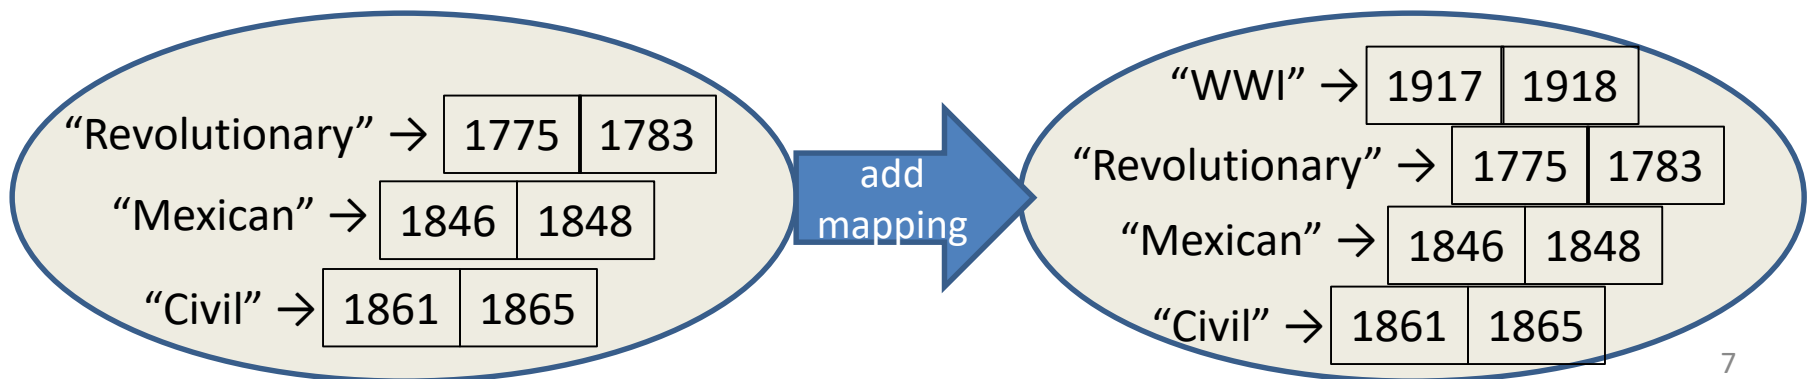 “Revolutionary” → 1775 1783
“Mexican” → 1846 1848
“Civil” → 1861 1865
add
mapping
“WWI” → 1917 1918
“Revolutionary” → 1775 1783
“Mexican” → 1846 1848
“Civil” → 1861 1865
7